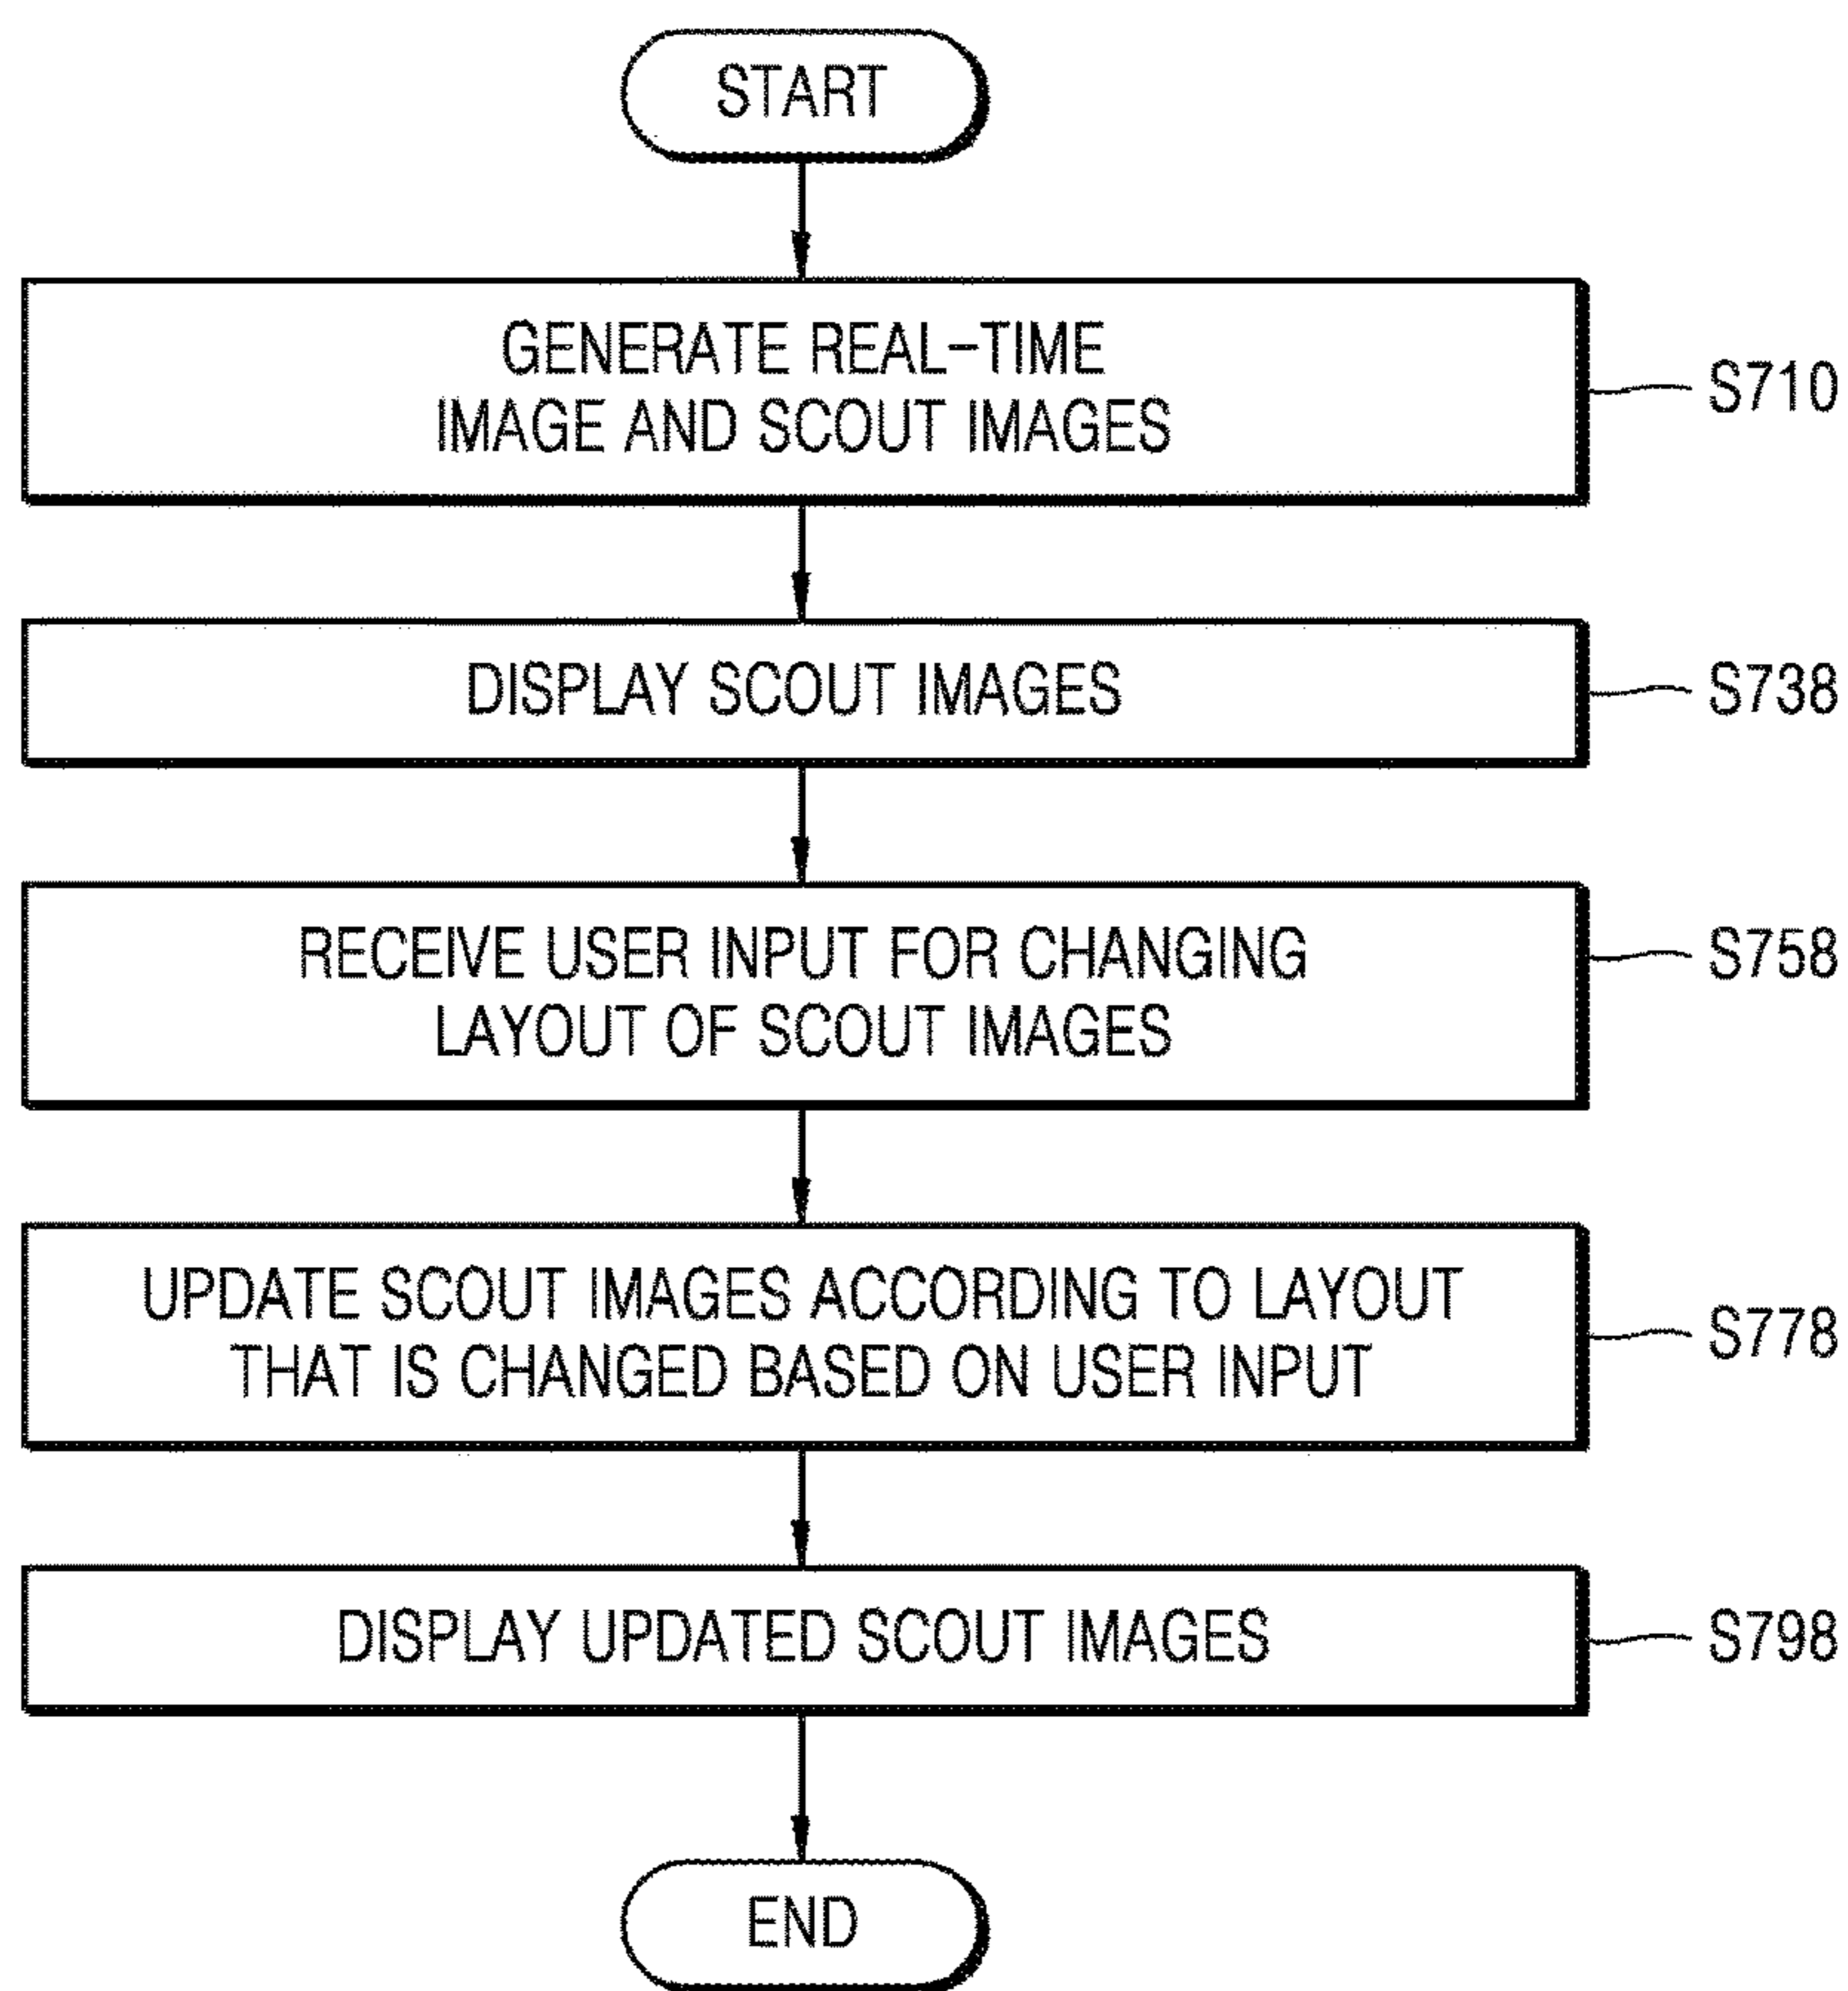 START
GENERATE REAL-TIME
IMAGE AND SCOUT IMAGES
S710
DISPLAY SCOUT IMAGES
S738
RECEIVE USER INPUT FOR CHANGING
LAYOUT OF SCOUT IMAGES
S758
UPDATE SCOUT IMAGES ACCORDING TO LAYOUT
THAT IS CHANGED BASED ON USER INPUT
S778
DISPLAY UPDATED SCOUT IMAGES
S798
END